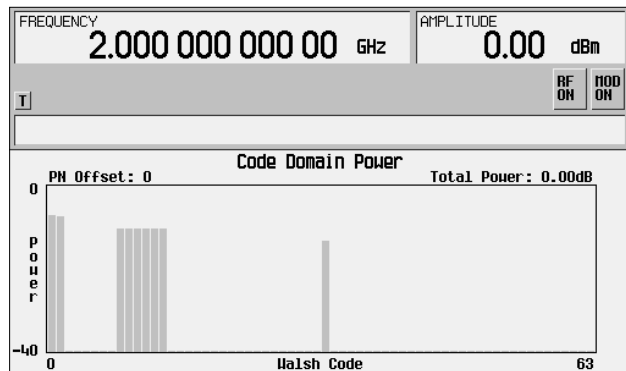 FREQUENCY
2.000 000 000 00 GHz
AMPLITUDE
0.00 dBm
T
RF ON
MOD ON
Code Domain Power
PN Offset: 0
Total Power: 0.00dB
0
Power
-40
0
Walsh Code
63